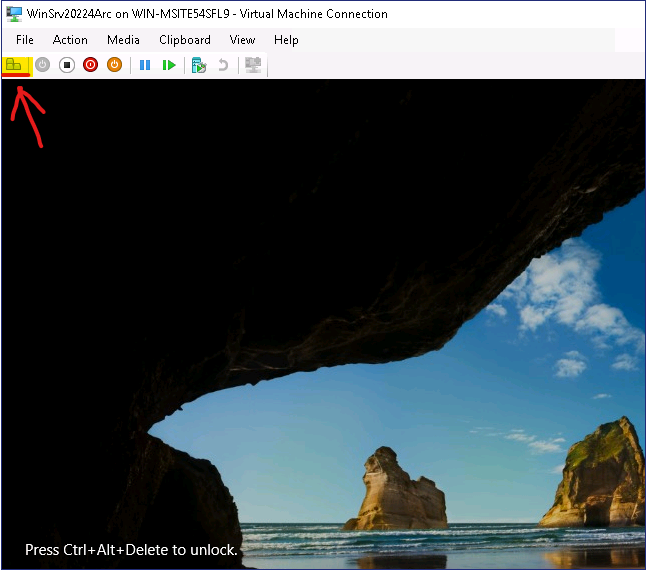 WinSrv20224Arc on WIN-MSITE54SFL9 - Virtual Machine Connection
File Action Media Clipboard View Help
Press Ctrl+Alt+Delete to unlock.